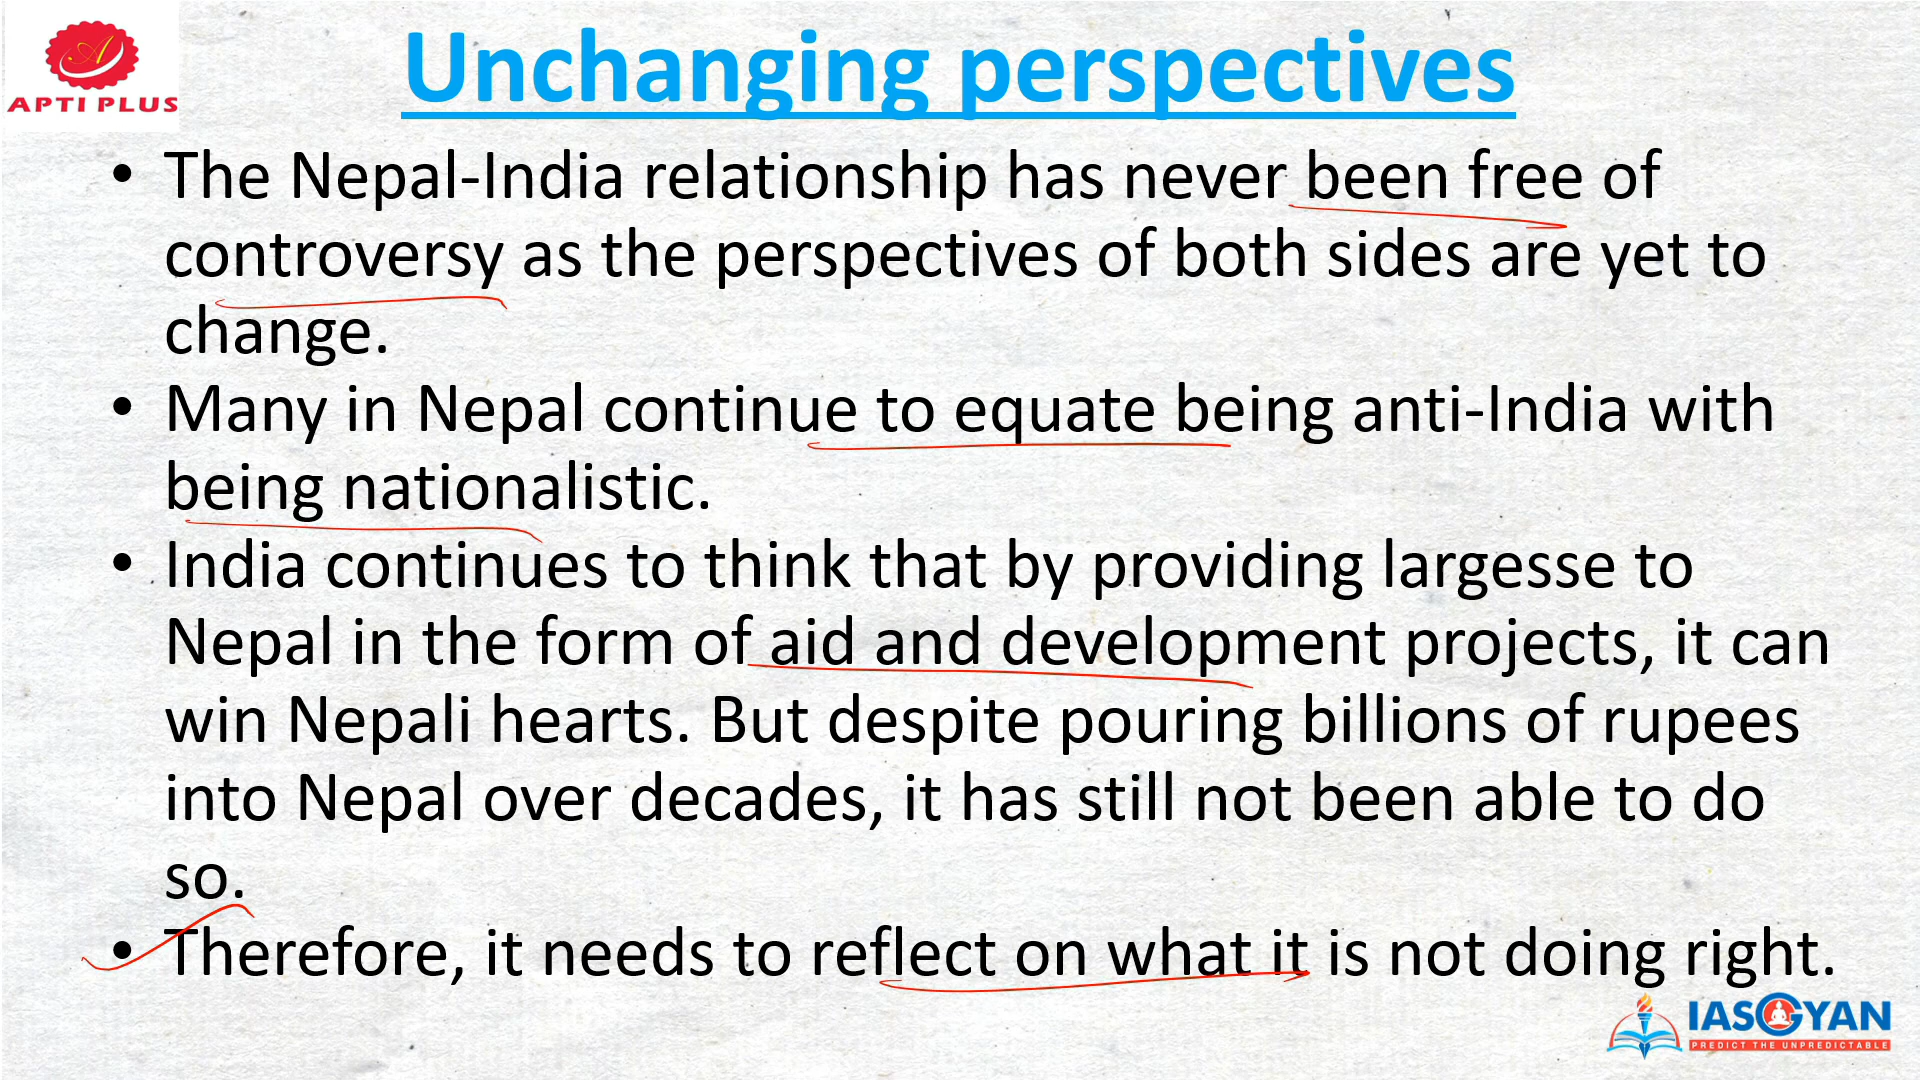 A
APTI PLUS
Unchanging perspectives
• The Nepal-India relationship has never been free of
controversy as the perspectives of both sides are yet to
change.
• Many in Nepal continue to equate being anti-India with
being nationalistic.
• India continues to think that by providing largesse to
Nepal in the form of aid and development projects, it can
win Nepali hearts. But despite pouring billions of rupees
into Nepal over decades, it has still not been able to do
so.
• Therefore, it needs to reflect on what it is not doing right.
IASGYAN
PREDICT THE UNPREDICTABLE